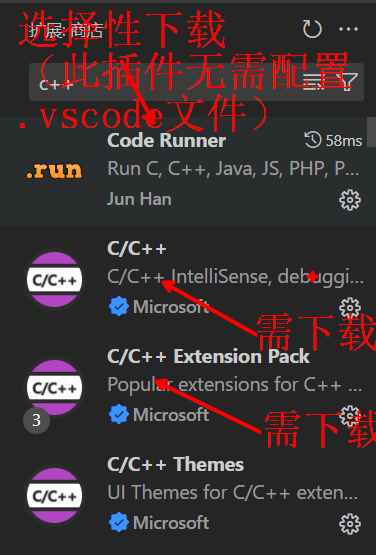 扩展:商店
选择性下载
（此插件无需配置
.vscode文件）
C++
Code Runner
58ms
.run
Run C, C++, Java, JS, PHP, P...
Jun Han
C/C++
C/C++
C/C++ IntelliSense, debuggi...
Microsoft
需下载
C/C++ Extension Pack
C/C++
Popular extensions for C++ ...
3
Microsoft
需下载
C/C++ Themes
C/C++
UI Themes for C/C++ exten...
Microsoft